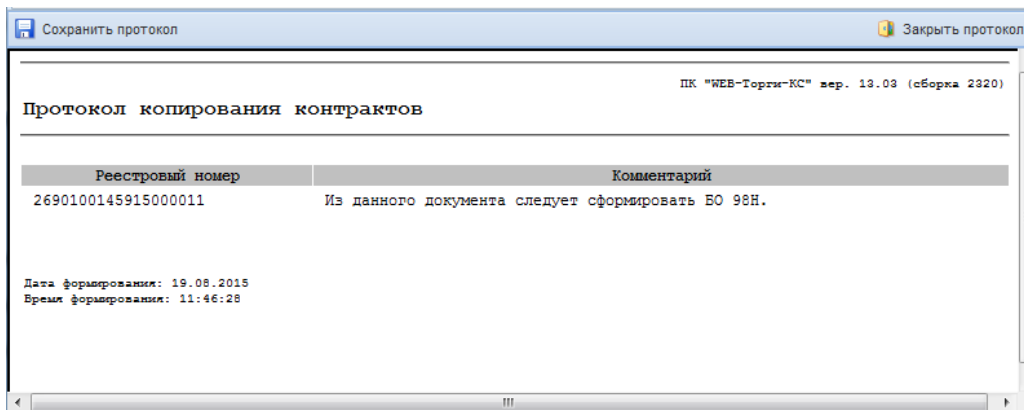 Сохранить протокол Закрыть протокол
ПК "WEB-Торги-КС" вер. 13.03 (сборка 2320)
Протокол копирования контрактов
Реестровый номер Комментарий
2690100145915000011 Из данного документа следует сформировать БО 98Н.
Дата формирования: 19.08.2015
Время формирования: 11:46:28